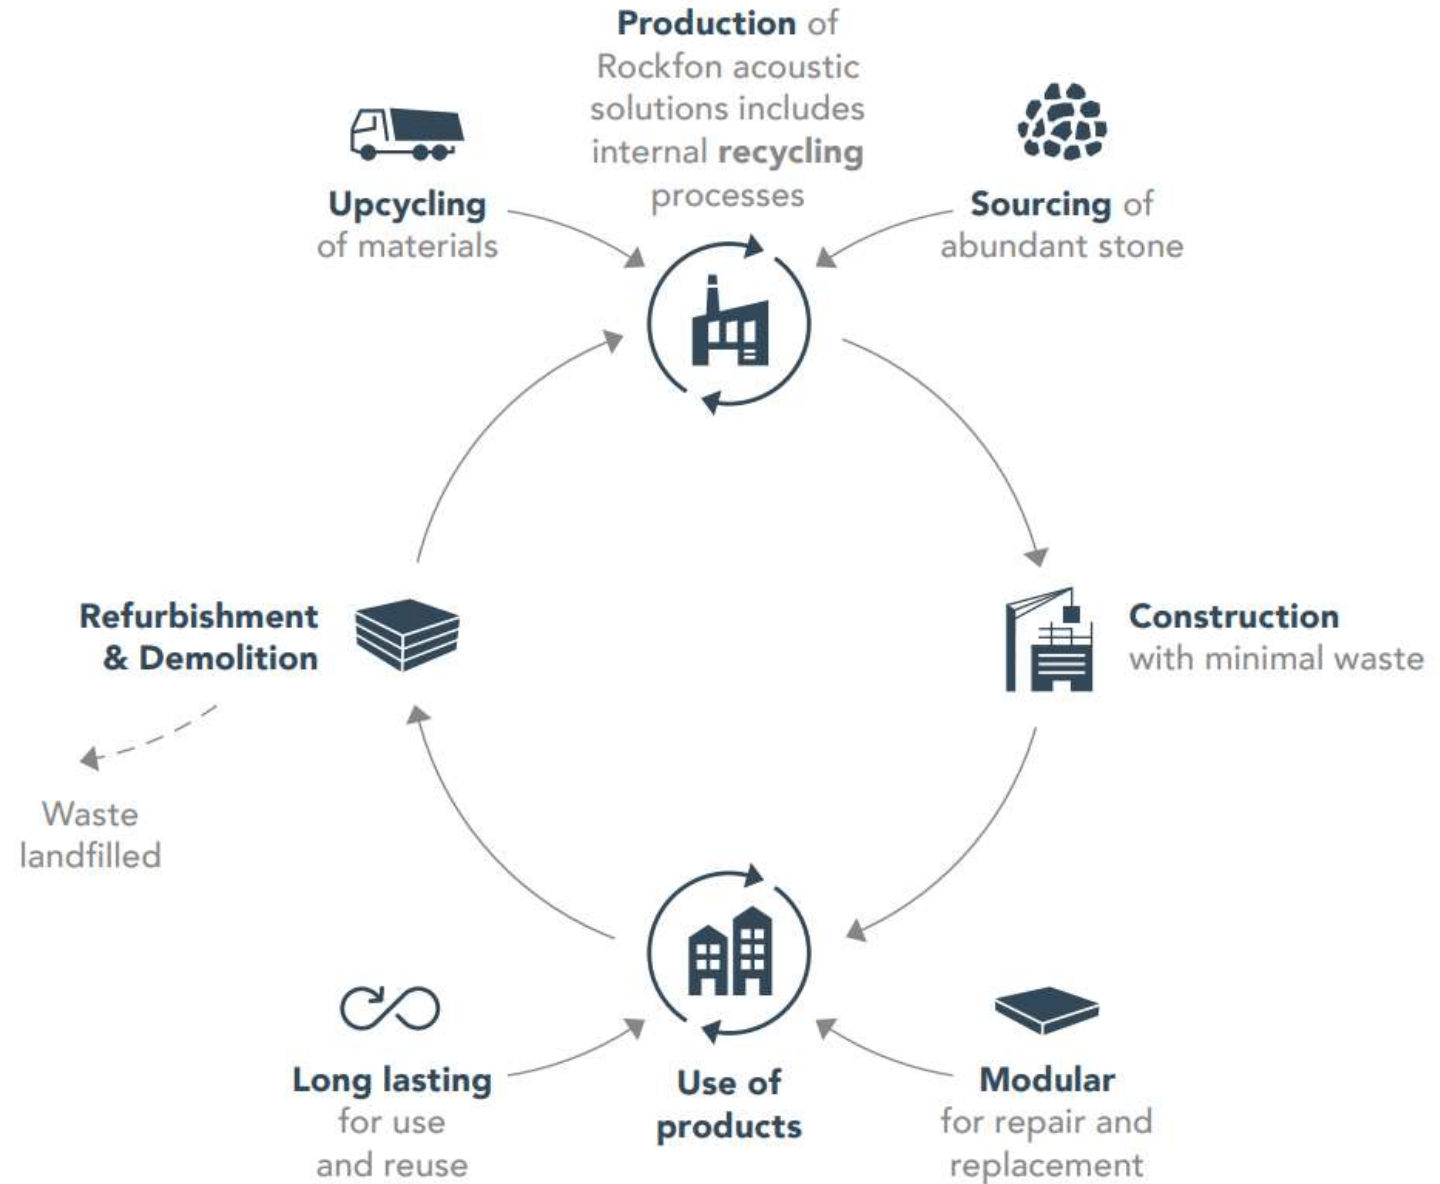 Production of
Rockfon acoustic
solutions includes
internal recycling
processes
Upcycling
of materials
Sourcing of
abundant stone
Refurbishment
& Demolition
Construction
with minimal waste
Waste
landfilled
Long lasting
for use
and reuse
Use of
products
Modular
for repair and
replacement